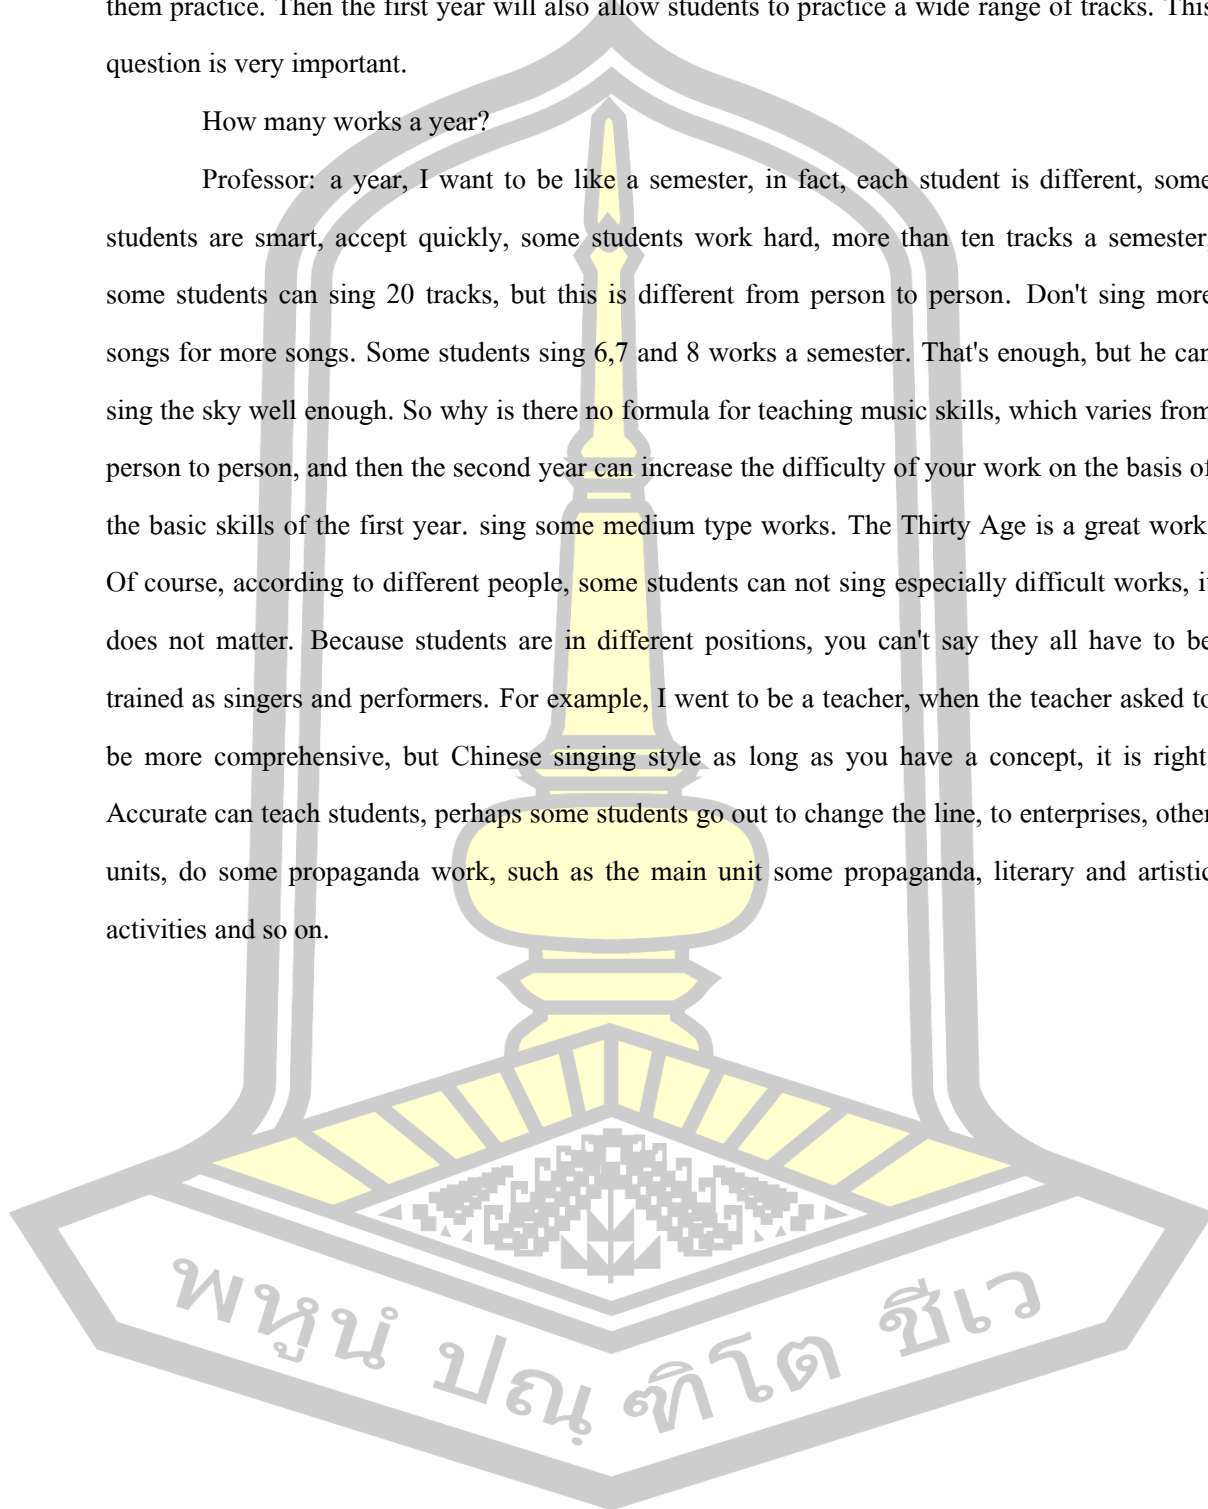 them practice. Then the first year will also allow students to practice a wide range of tracks. This
question is very important.
How many works a year?
Professor: a year, I want to be like a semester, in fact, each student is different, some
students are smart, accept quickly, some students work hard, more than ten tracks a semester,
some students can sing 20 tracks, but this is different from person to person. Don't sing more
songs for more songs. Some students sing 6,7 and 8 works a semester. That's enough, but he can
sing the sky well enough. So why is there no formula for teaching music skills, which varies from
person to person, and then the second year can increase the difficulty of your work on the basis of
the basic skills of the first year. sing some medium type works. The Thirty Age is a great work.
Of course, according to different people, some students can not sing especially difficult works, it
does not matter. Because students are in different positions, you can't say they all have to be
trained as singers and performers. For example, I went to be a teacher, when the teacher asked to
be more comprehensive, but Chinese singing style as long as you have a concept, it is right.
Accurate can teach students, perhaps some students go out to change the line, to enterprises, other
units, do some propaganda work, such as the main unit some propaganda, literary and artistic
activities and so on.
พหูนํ ปณฺฑิโต ชีเว